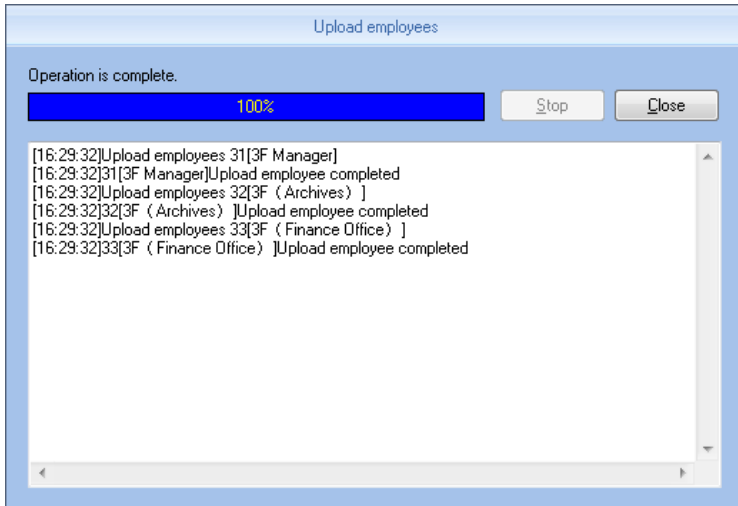 Upload employees
Operation is complete.
100%
Stop
Close
[16:29:32]Upload employees 31[3F Manager]
[16:29:32]31[3F Manager]Upload employee completed
[16:29:32]Upload employees 32[3F（Archives）]
[16:29:32]32[3F（Archives）]Upload employee completed
[16:29:32]Upload employees 33[3F（Finance Office）]
[16:29:32]33[3F（Finance Office）]Upload employee completed